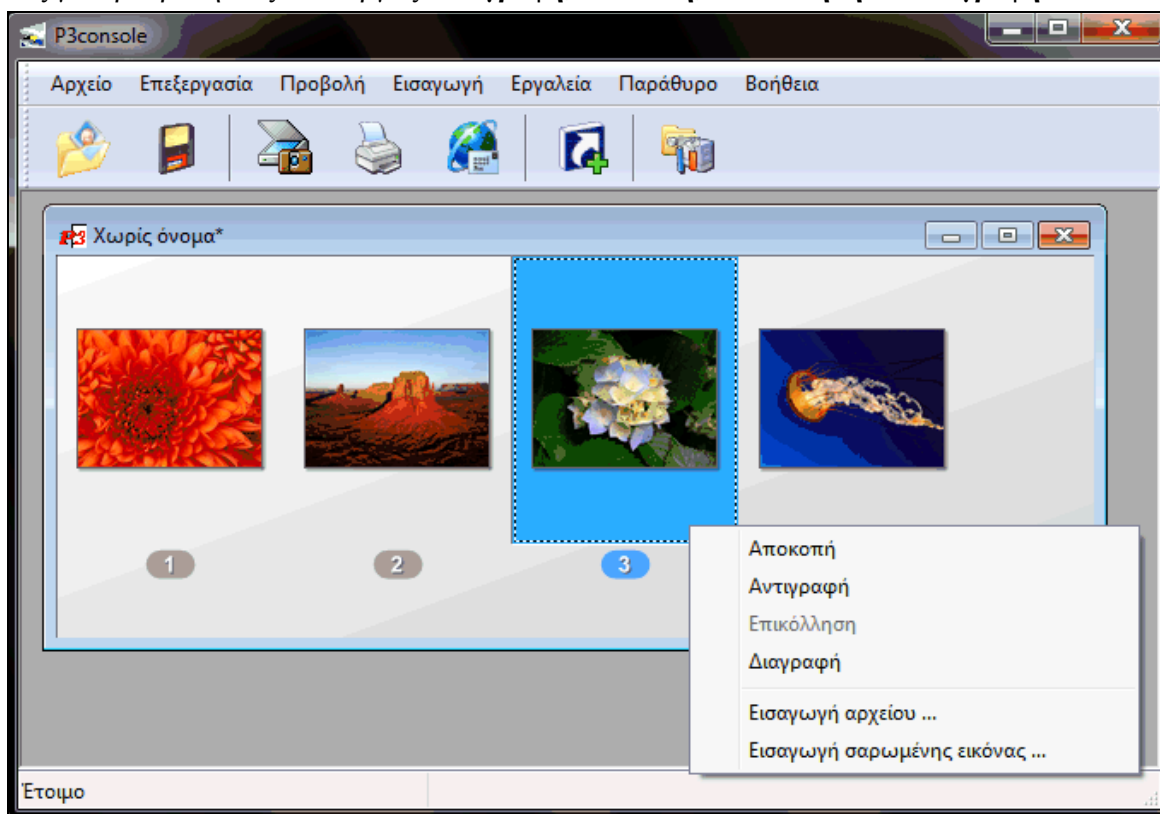 P3console
Αρχείο Επεξεργασία Προβολή Εισαγωγή Εργαλεία Παράθυρο Βοήθεια
P3 Χωρίς όνομα*
1 2 3
Αποκοπή
Αντιγραφή
Επικόλληση
Διαγραφή
Εισαγωγή αρχείου ...
Εισαγωγή σαρωμένης εικόνας ...
Έτοιμο